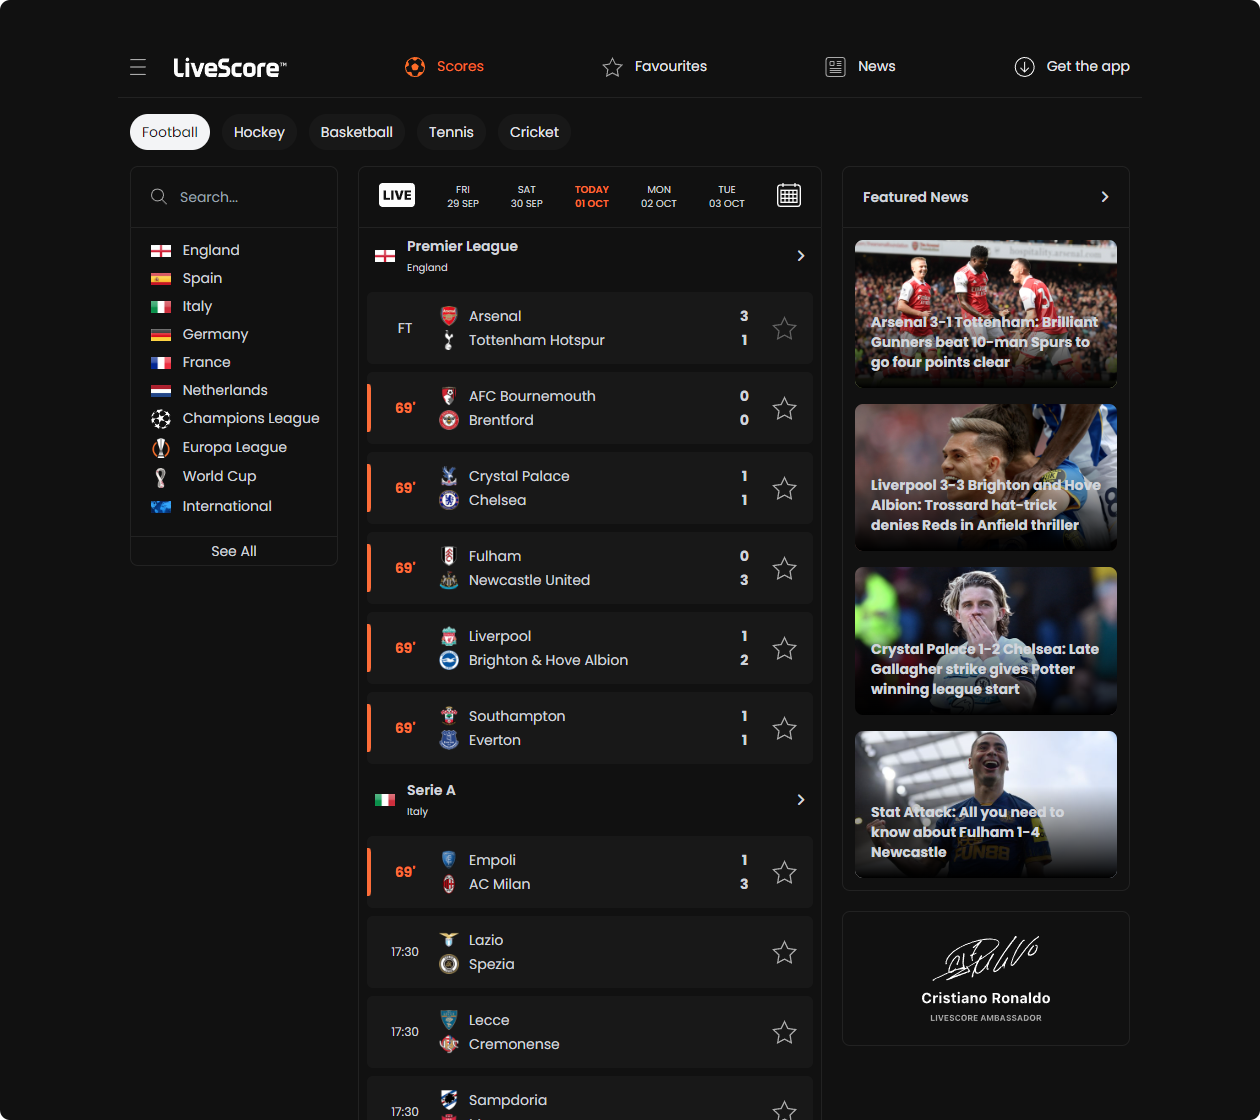 LiveScore™
Scores
Favourites
News
Get the app
Football
Hockey
Basketball
Tennis
Cricket
Search...
England
Spain
Italy
Germany
France
Netherlands
Champions League
Europa League
World Cup
International
See All
LIVE
FRI
29 SEP
SAT
30 SEP
TODAY
01 OCT
MON
02 OCT
TUE
03 OCT
Premier League
England
FT
Arsenal 3
Tottenham Hotspur 1
69'
AFC Bournemouth 0
Brentford 0
69'
Crystal Palace 1
Chelsea 1
69'
Fulham 0
Newcastle United 3
69'
Liverpool 1
Brighton & Hove Albion 2
69'
Southampton 1
Everton 1
Serie A
Italy
69'
Empoli 1
AC Milan 3
17:30
Lazio
Spezia
17:30
Lecce
Cremonense
17:30
Sampdoria
Featured News
Arsenal 3-1 Tottenham: Brilliant
Gunners beat 10-man Spurs to
go four points clear
Liverpool 3-3 Brighton and Hove
Albion: Trossard hat-trick
denies Reds in Anfield thriller
Crystal Palace 1-2 Chelsea: Late
Gallagher strike gives Potter
winning league start
Stat Attack: All you need to
know about Fulham 1-4
Newcastle
Cristiano Ronaldo
LIVESCORE AMBASSADOR